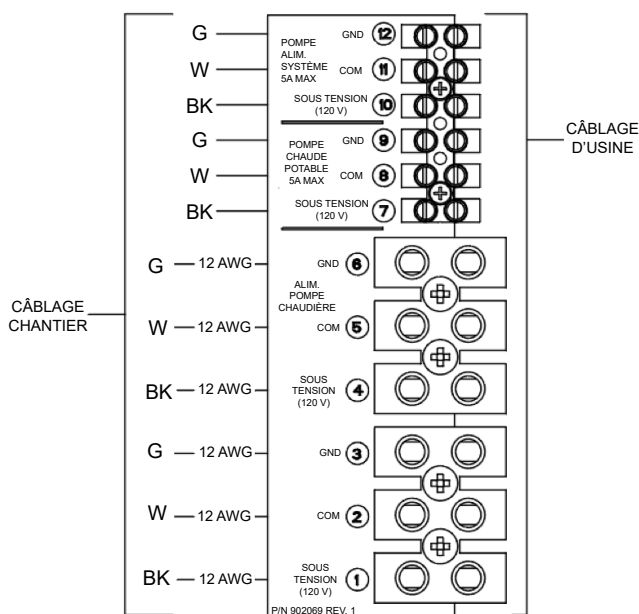 G
W
BK
G
W
BK
G — 12 AWG
W — 12 AWG
BK — 12 AWG
G — 12 AWG
W — 12 AWG
BK — 12 AWG
CÂBLAGE
CHANTIER
POMPE
ALIM.
SYSTÈME
5A MAX
GND 12
COM 11
SOUS TENSION
(120 V)
10
POMPE
CHAUDE
POTABLE
5A MAX
GND 9
COM 8
SOUS TENSION
(120 V)
7
ALIM.
POMPE
CHAUDIÈRE
GND 6
COM 5
SOUS
TENSION
(120 V)
4
GND 3
COM 2
SOUS
TENSION
(120 V)
1
P/N 902069 REV. 1
CÂBLAGE
D'USINE